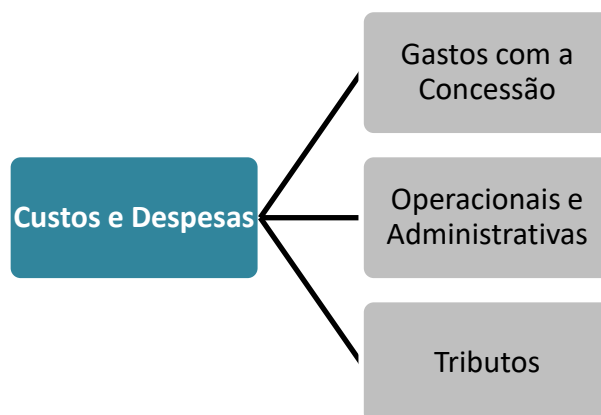 Gastos com a
Concessão
Custos e Despesas
Operacionais e
Administrativas
Tributos